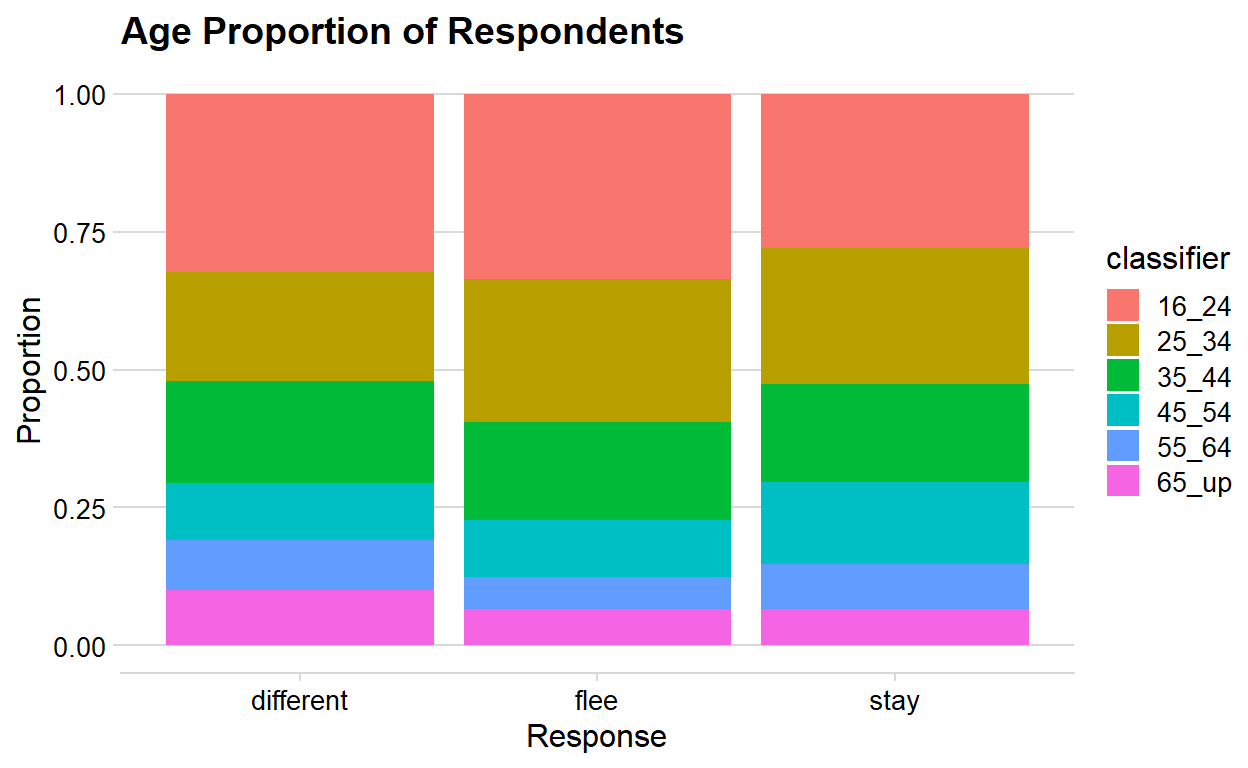 Age Proportion of Respondents
1.00
0.75
0.50
0.25
0.00
Proportion
different
flee
stay
Response
classifier
16_24
25_34
35_44
45_54
55_64
65_up